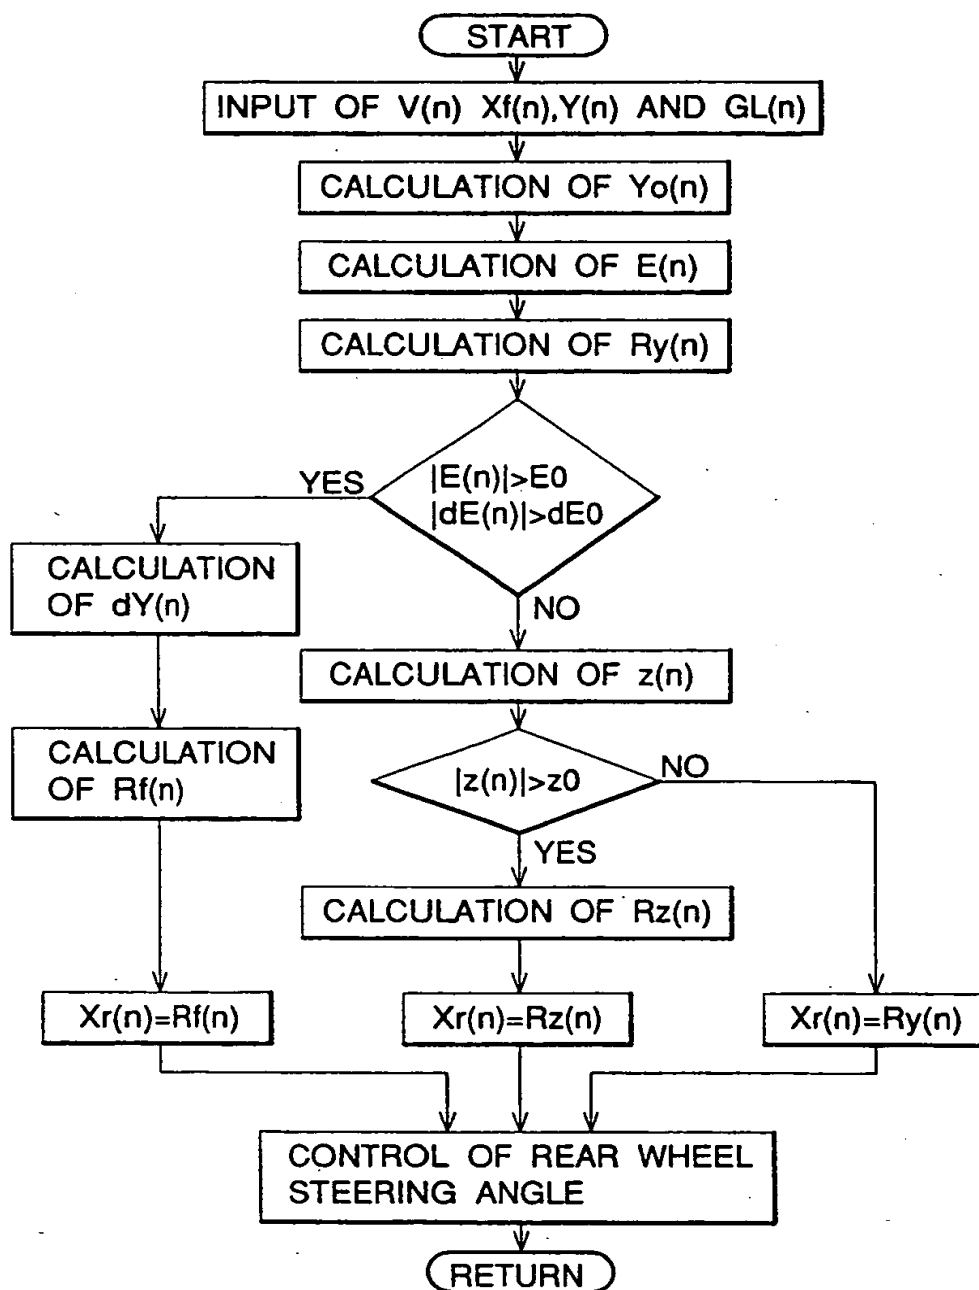 START
INPUT OF V(n) Xf(n),Y(n) AND GL(n)
CALCULATION OF Yo(n)
CALCULATION OF E(n)
CALCULATION OF Ry(n)
|E(n)|>E0
|dE(n)|>dE0
YES
NO
CALCULATION
OF dY(n)
CALCULATION
OF Rf(n)
CALCULATION OF z(n)
|z(n)|>z0
NO
YES
CALCULATION OF Rz(n)
Xr(n)=Rf(n)
Xr(n)=Rz(n)
Xr(n)=Ry(n)
CONTROL OF REAR WHEEL
STEERING ANGLE
RETURN